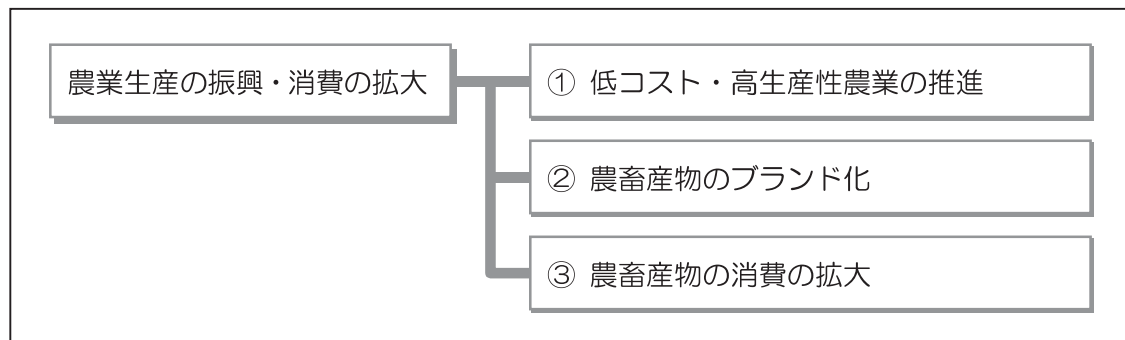 農業生産の振興・消費の拡大
① 低コスト・高生産性農業の推進
② 農畜産物のブランド化
③ 農畜産物の消費の拡大